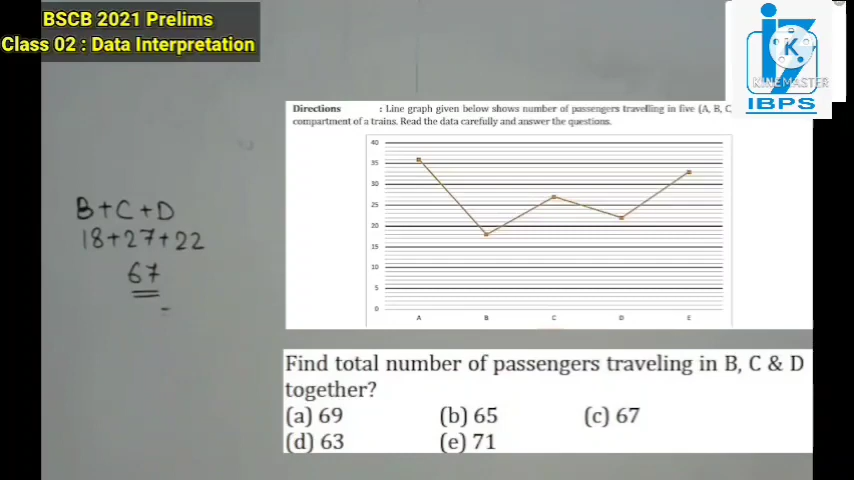 BSCB 2021 Prelims
Class 02 : Data Interpretation
K
KINEMASTER
IBPS
Directions : Line graph given below shows number of passengers travelling in five (A, B, C
compartment of a trains. Read the data carefully and answer the questions.
40
35
30
25
20
15
10
5
0
A B C D E
B+C+D
18+27+22
67
Find total number of passengers traveling in B, C & D
together?
(a) 69 (b) 65 (c) 67
(d) 63 (e) 71